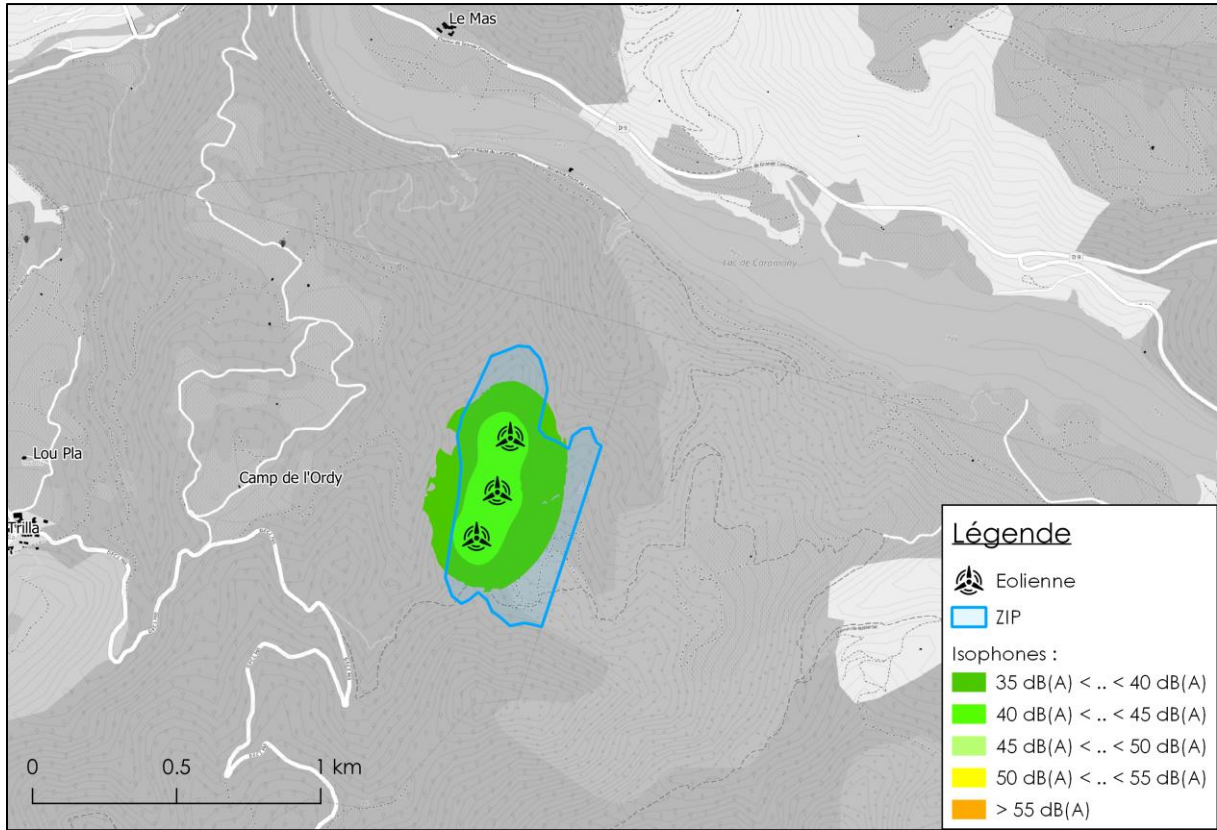 Le Mas
D 9
Lac de Caramany
D 9
Lou Pla
Camp de l'Ordy
Trilla
0 0.5 1 km
Légende
Eolienne
ZIP
Isophones :
35 dB(A) < .. < 40 dB(A)
40 dB(A) < .. < 45 dB(A)
45 dB(A) < .. < 50 dB(A)
50 dB(A) < .. < 55 dB(A)
> 55 dB(A)